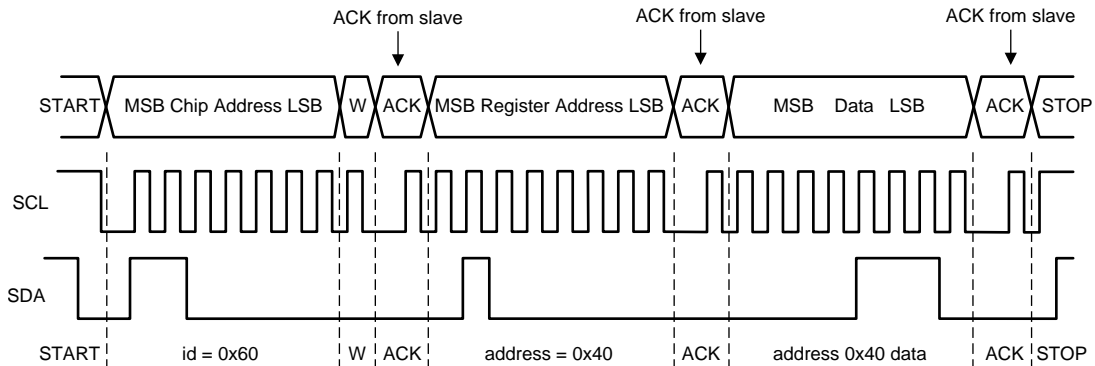 ACK from slave ACK from slave ACK from slave
START MSB Chip Address LSB W ACK MSB Register Address LSB ACK MSB Data LSB ACK STOP
SCL
SDA
START id = 0x60 W ACK address = 0x40 ACK address 0x40 data ACK STOP